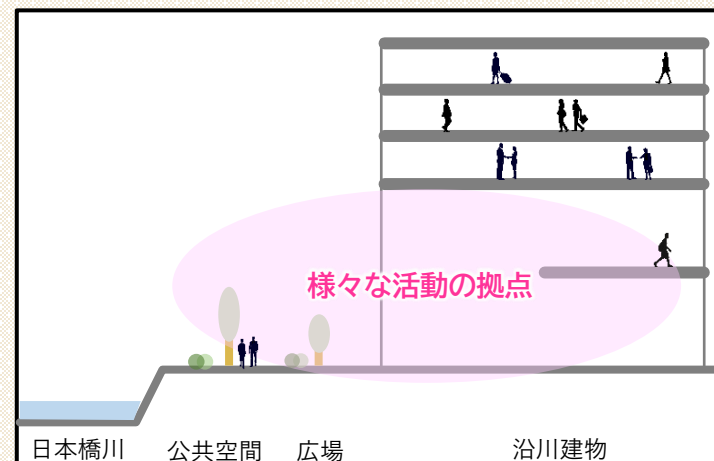 様々な活動の拠点
日本橋川
公共空間
広場
沿川建物